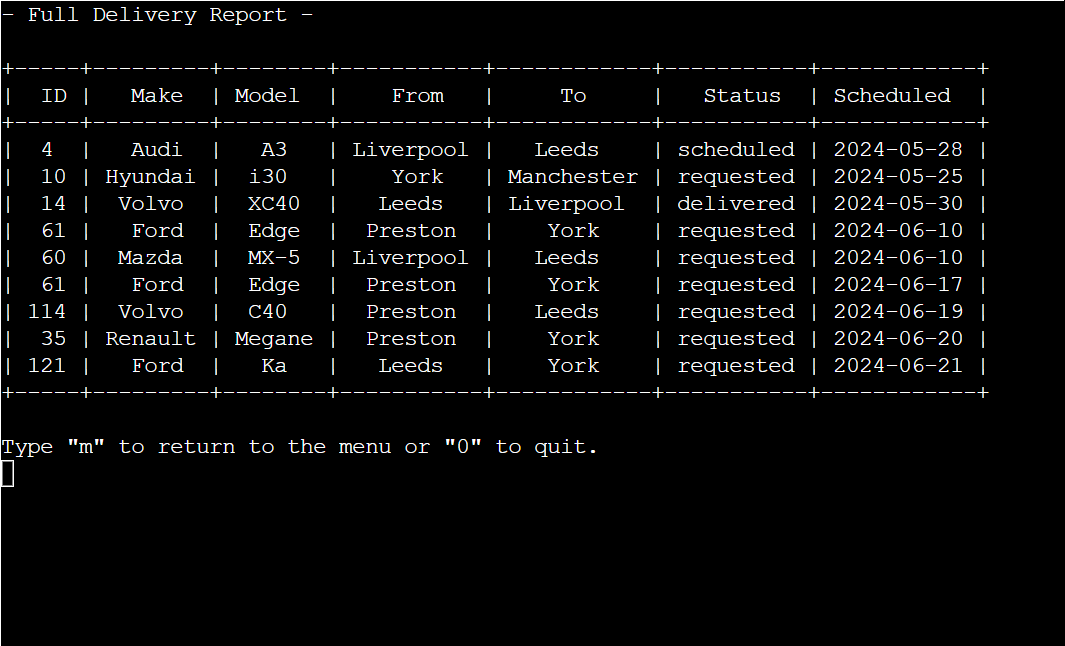 - Full Delivery Report -
+-----+---------+--------+-----------+------------+-----------+------------+
|  ID |   Make  | Model  |    From   |     To     |   Status  | Scheduled  |
+-----+---------+--------+-----------+------------+-----------+------------+
|  4  |   Audi  |   A3   | Liverpool |   Leeds    | scheduled | 2024-05-28 |
|  10 | Hyundai |  i30   |    York   | Manchester | requested | 2024-05-25 |
|  14 |  Volvo  |  XC40  |   Leeds   | Liverpool  | delivered | 2024-05-30 |
|  61 |   Ford  |  Edge  |  Preston  |    York    | requested | 2024-06-10 |
|  60 |  Mazda  |  MX-5  | Liverpool |   Leeds    | requested | 2024-06-10 |
|  61 |   Ford  |  Edge  |  Preston  |    York    | requested | 2024-06-17 |
| 114 |  Volvo  |  C40   |  Preston  |   Leeds    | requested | 2024-06-19 |
|  35 | Renault | Megane |  Preston  |    York    | requested | 2024-06-20 |
| 121 |   Ford  |   Ka   |   Leeds   |    York    | requested | 2024-06-21 |
+-----+---------+--------+-----------+------------+-----------+------------+
Type "m" to return to the menu or "0" to quit.